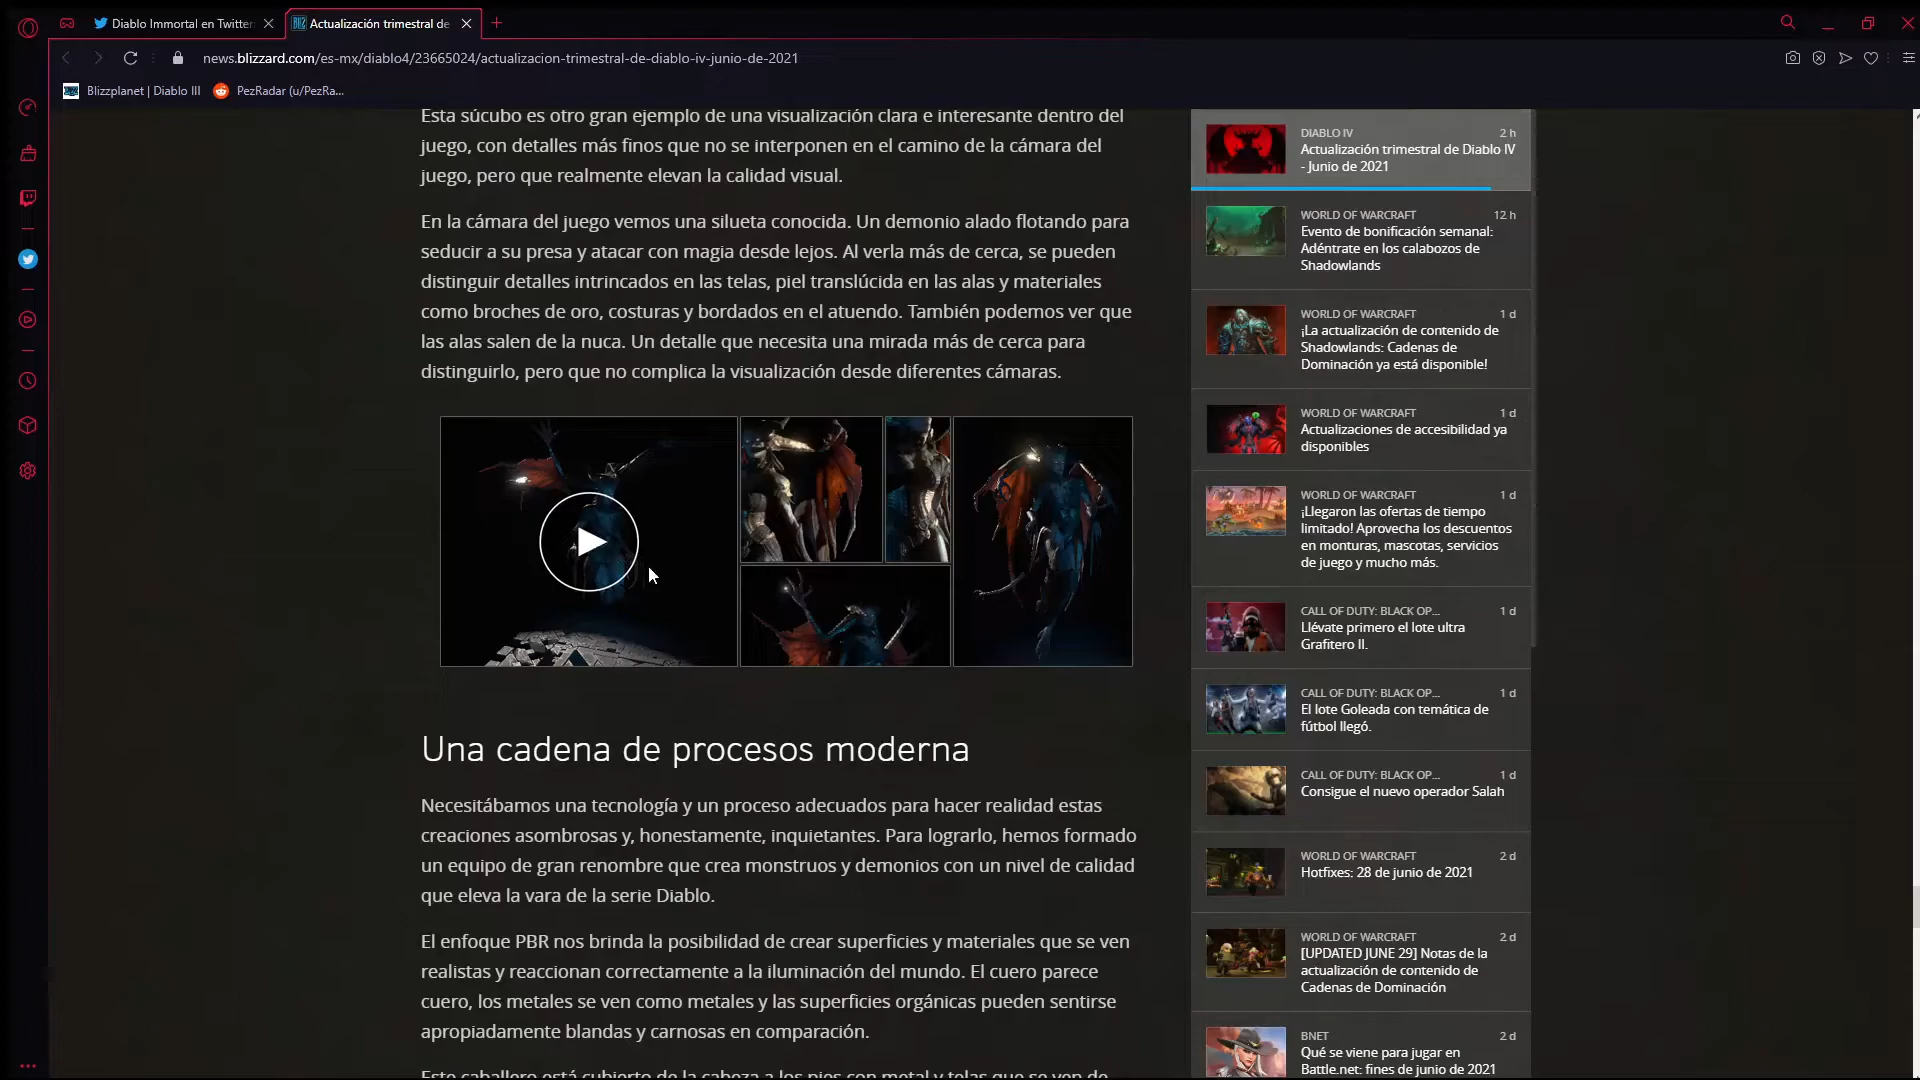 Diablo Immortal en Twitter:
Actualización trimestral de
news.blizzard.com/es-mx/diablo4/23665024/actualizacion-trimestral-de-diablo-iv-junio-de-2021
Blizzplanet | Diablo III
PezRadar (u/PezRa...
Esta súcubo es otro gran ejemplo de una visualización clara e interesante dentro del
juego, con detalles más finos que no se interponen en el camino de la cámara del
juego, pero que realmente elevan la calidad visual.
En la cámara del juego vemos una silueta conocida. Un demonio alado flotando para
seducir a su presa y atacar con magia desde lejos. Al verla más de cerca, se pueden
distinguir detalles intrincados en las telas, piel translúcida en las alas y materiales
como broches de oro, costuras y bordados en el atuendo. También podemos ver que
las alas salen de la nuca. Un detalle que necesita una mirada más de cerca para
distinguirlo, pero que no complica la visualización desde diferentes cámaras.
Una cadena de procesos moderna
Necesitábamos una tecnología y un proceso adecuados para hacer realidad estas
creaciones asombrosas y, honestamente, inquietantes. Para lograrlo, hemos formado
un equipo de gran renombre que crea monstruos y demonios con un nivel de calidad
que eleva la vara de la serie Diablo.
El enfoque PBR nos brinda la posibilidad de crear superficies y materiales que se ven
realistas y reaccionan correctamente a la iluminación del mundo. El cuero parece
cuero, los metales se ven como metales y las superficies orgánicas pueden sentirse
apropiadamente blandas y carnosas en comparación.
Este caballero está cubierto de la cabeza a los pies con metal y telas que se ven de
DIABLO IV 2 h
Actualización trimestral de Diablo IV
- Junio de 2021
WORLD OF WARCRAFT 12 h
Evento de bonificación semanal:
Adéntrate en los calabozos de
Shadowlands
WORLD OF WARCRAFT 1 d
¡La actualización de contenido de
Shadowlands: Cadenas de
Dominación ya está disponible!
WORLD OF WARCRAFT 1 d
Actualizaciones de accesibilidad ya
disponibles
WORLD OF WARCRAFT 1 d
¡Llegaron las ofertas de tiempo
limitado! Aprovecha los descuentos
en monturas, mascotas, servicios
de juego y mucho más.
CALL OF DUTY: BLACK OP... 1 d
Llévate primero el lote ultra
Grafitero II.
CALL OF DUTY: BLACK OP... 1 d
El lote Goleada con temática de
fútbol llegó.
CALL OF DUTY: BLACK OP... 1 d
Consigue el nuevo operador Salah
WORLD OF WARCRAFT 2 d
Hotfixes: 28 de junio de 2021
WORLD OF WARCRAFT 2 d
[UPDATED JUNE 29] Notas de la
actualización de contenido de
Cadenas de Dominación
BNET 2 d
Qué se viene para jugar en
Battle.net: fines de junio de 2021